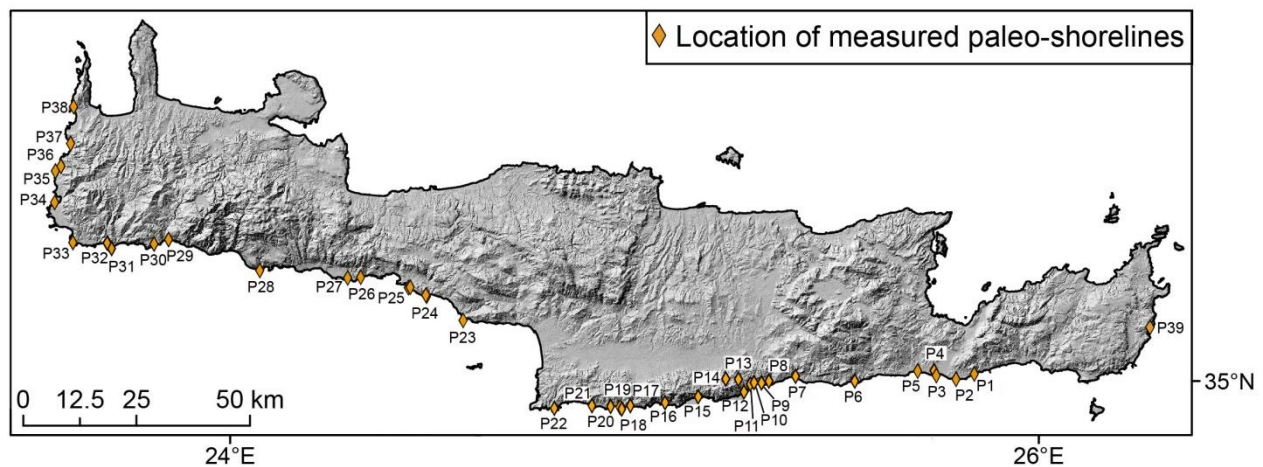 Location of measured paleo-shorelines
P38
P37
P36
P35
P34
P33
P32
P31
P30
P29
P28
P27
P26
P25
P24
P23
P22
P21
P20
P19
P18
P17
P16
P15
P14
P13
P12
P11
P10
P9
P8
P7
P6
P5
P4
P3
P2
P1
P39
35°N
0 12.5 25 50 km
24°E
26°E